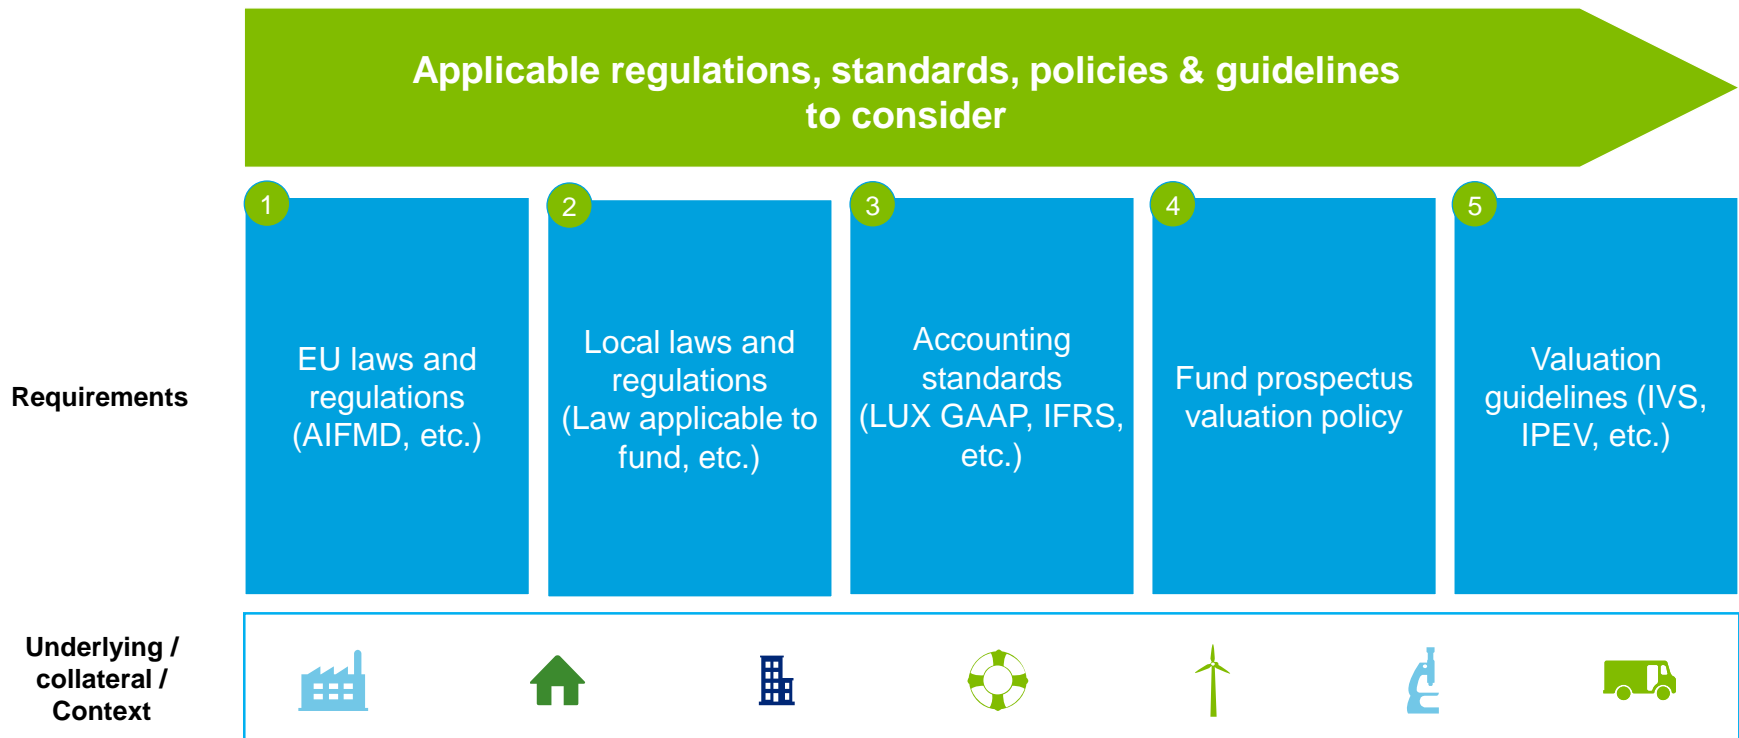 Applicable regulations, standards, policies & guidelines
to consider
1
2
3
4
5
Requirements
EU laws and
regulations
(AIFMD, etc.)
Local laws and
regulations
(Law applicable to
fund, etc.)
Accounting
standards
(LUX GAAP, IFRS,
etc.)
Fund prospectus
valuation policy
Valuation
guidelines (IVS,
IPEV, etc.)
Underlying /
collateral /
Context